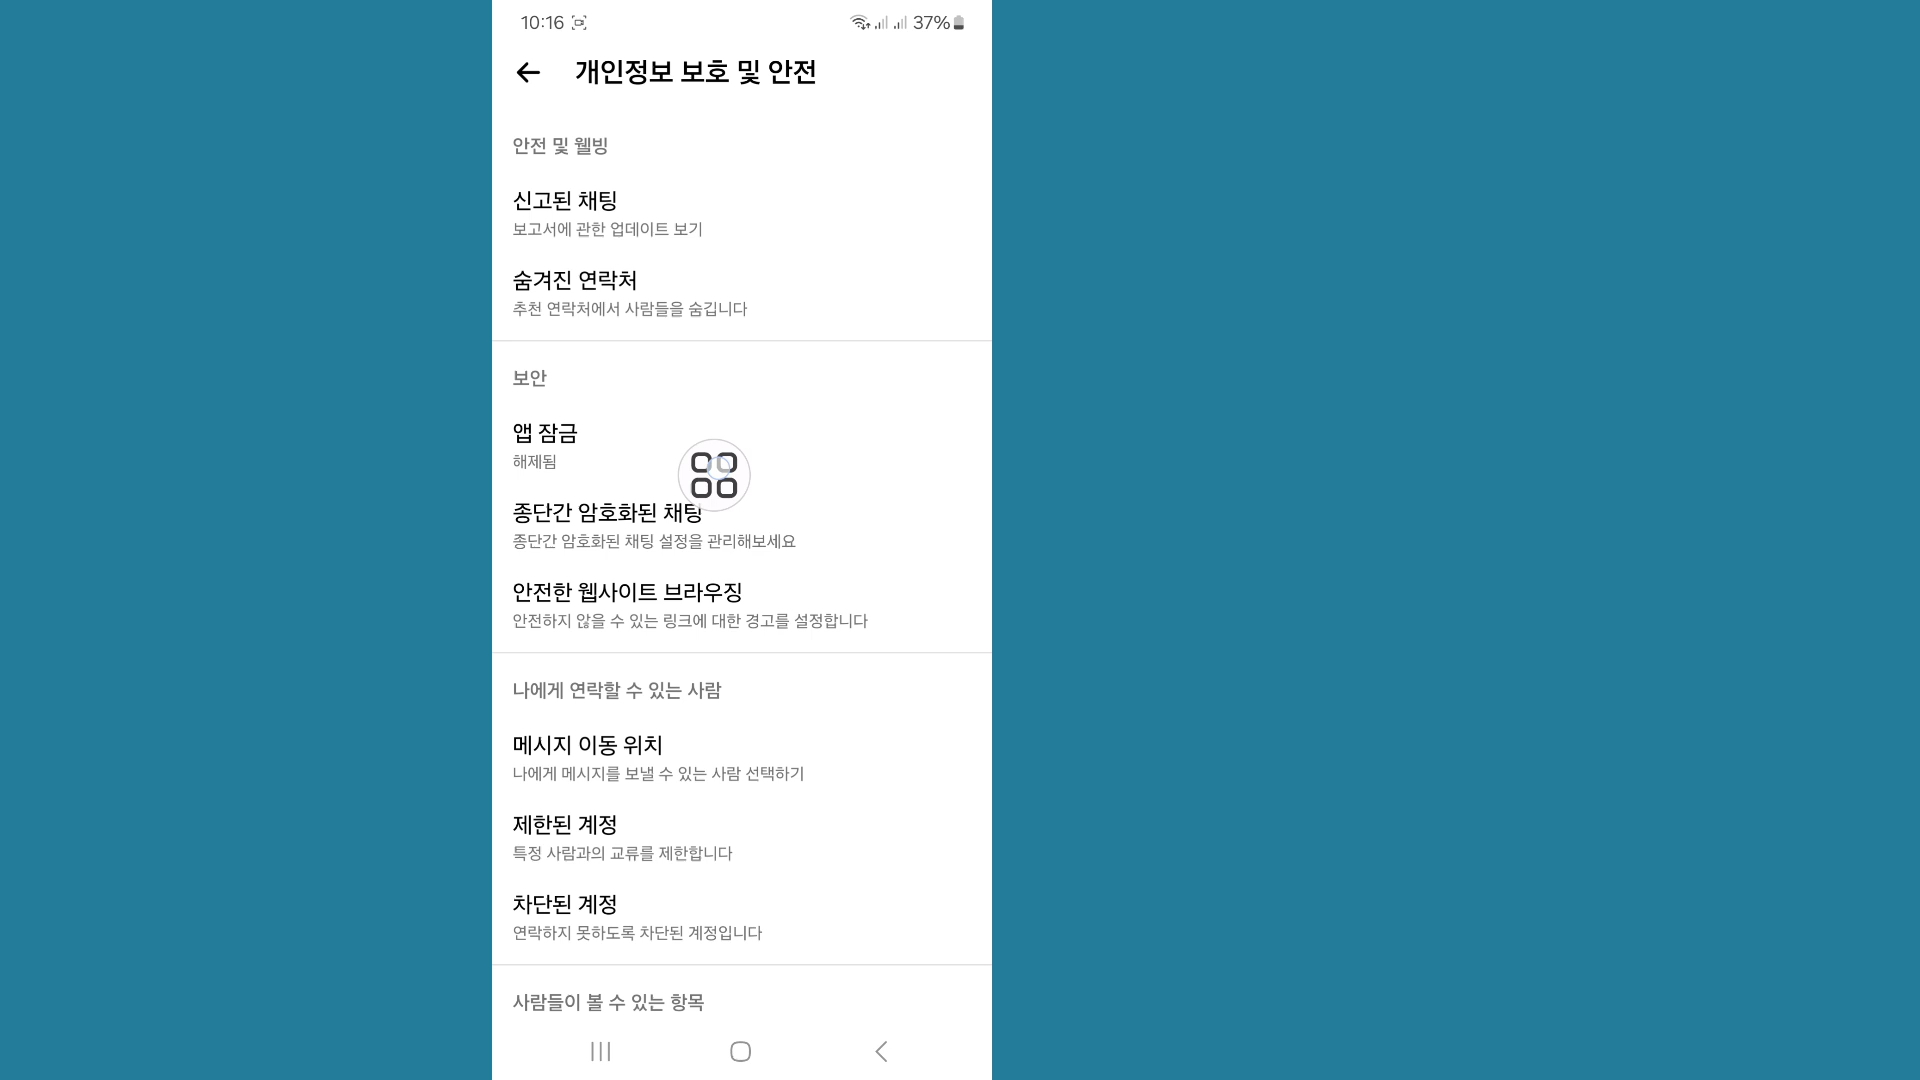 10:16
37%
개인정보 보호 및 안전
안전 및 웰빙
신고된 채팅
보고서에 관한 업데이트 보기
숨겨진 연락처
추천 연락처에서 사람들을 숨깁니다
보안
앱 잠금
해제됨
종단간 암호화된 채팅
종단간 암호화된 채팅 설정을 관리해보세요
안전한 웹사이트 브라우징
안전하지 않을 수 있는 링크에 대한 경고를 설정합니다
나에게 연락할 수 있는 사람
메시지 이동 위치
나에게 메시지를 보낼 수 있는 사람 선택하기
제한된 계정
특정 사람과의 교류를 제한합니다
차단된 계정
연락하지 못하도록 차단된 계정입니다
사람들이 볼 수 있는 항목